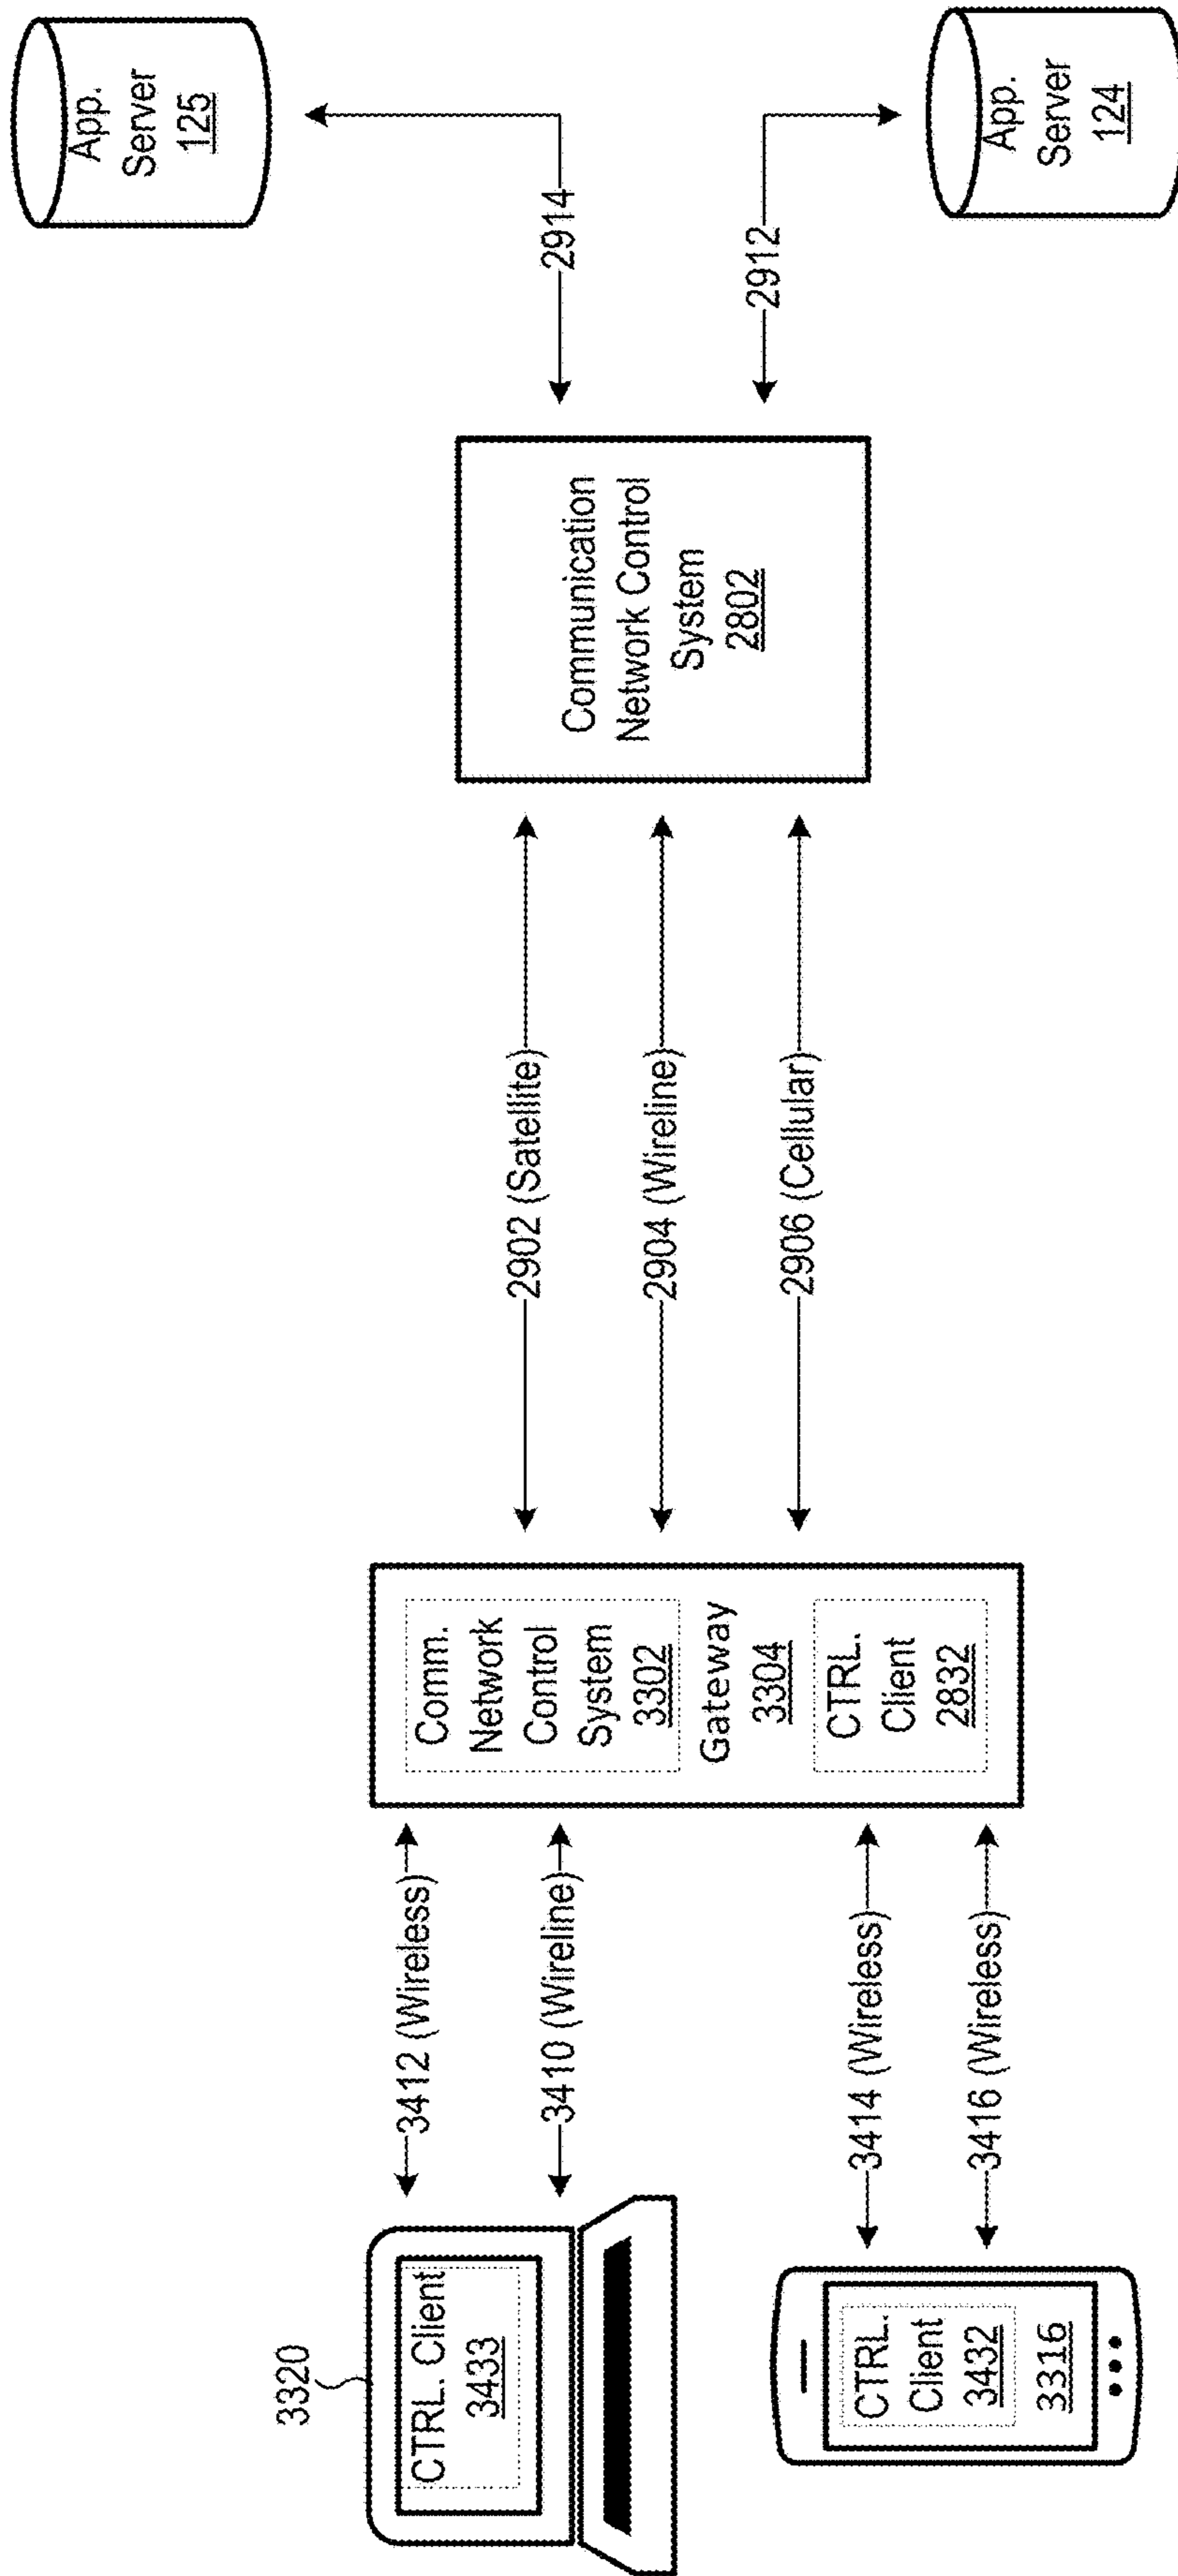 3320
CTRL. Client
3433
CTRL.
Client
3432
3316
3412 (Wireless)
3410 (Wireline)
3414 (Wireless)
3416 (Wireless)
Comm.
Network
Control
System
3302
Gateway
3304
CTRL.
Client
2832
2902 (Satellite)
2904 (Wireline)
2906 (Cellular)
Communication
Network Control
System
2802
2914
2912
App.
Server
125
App.
Server
124